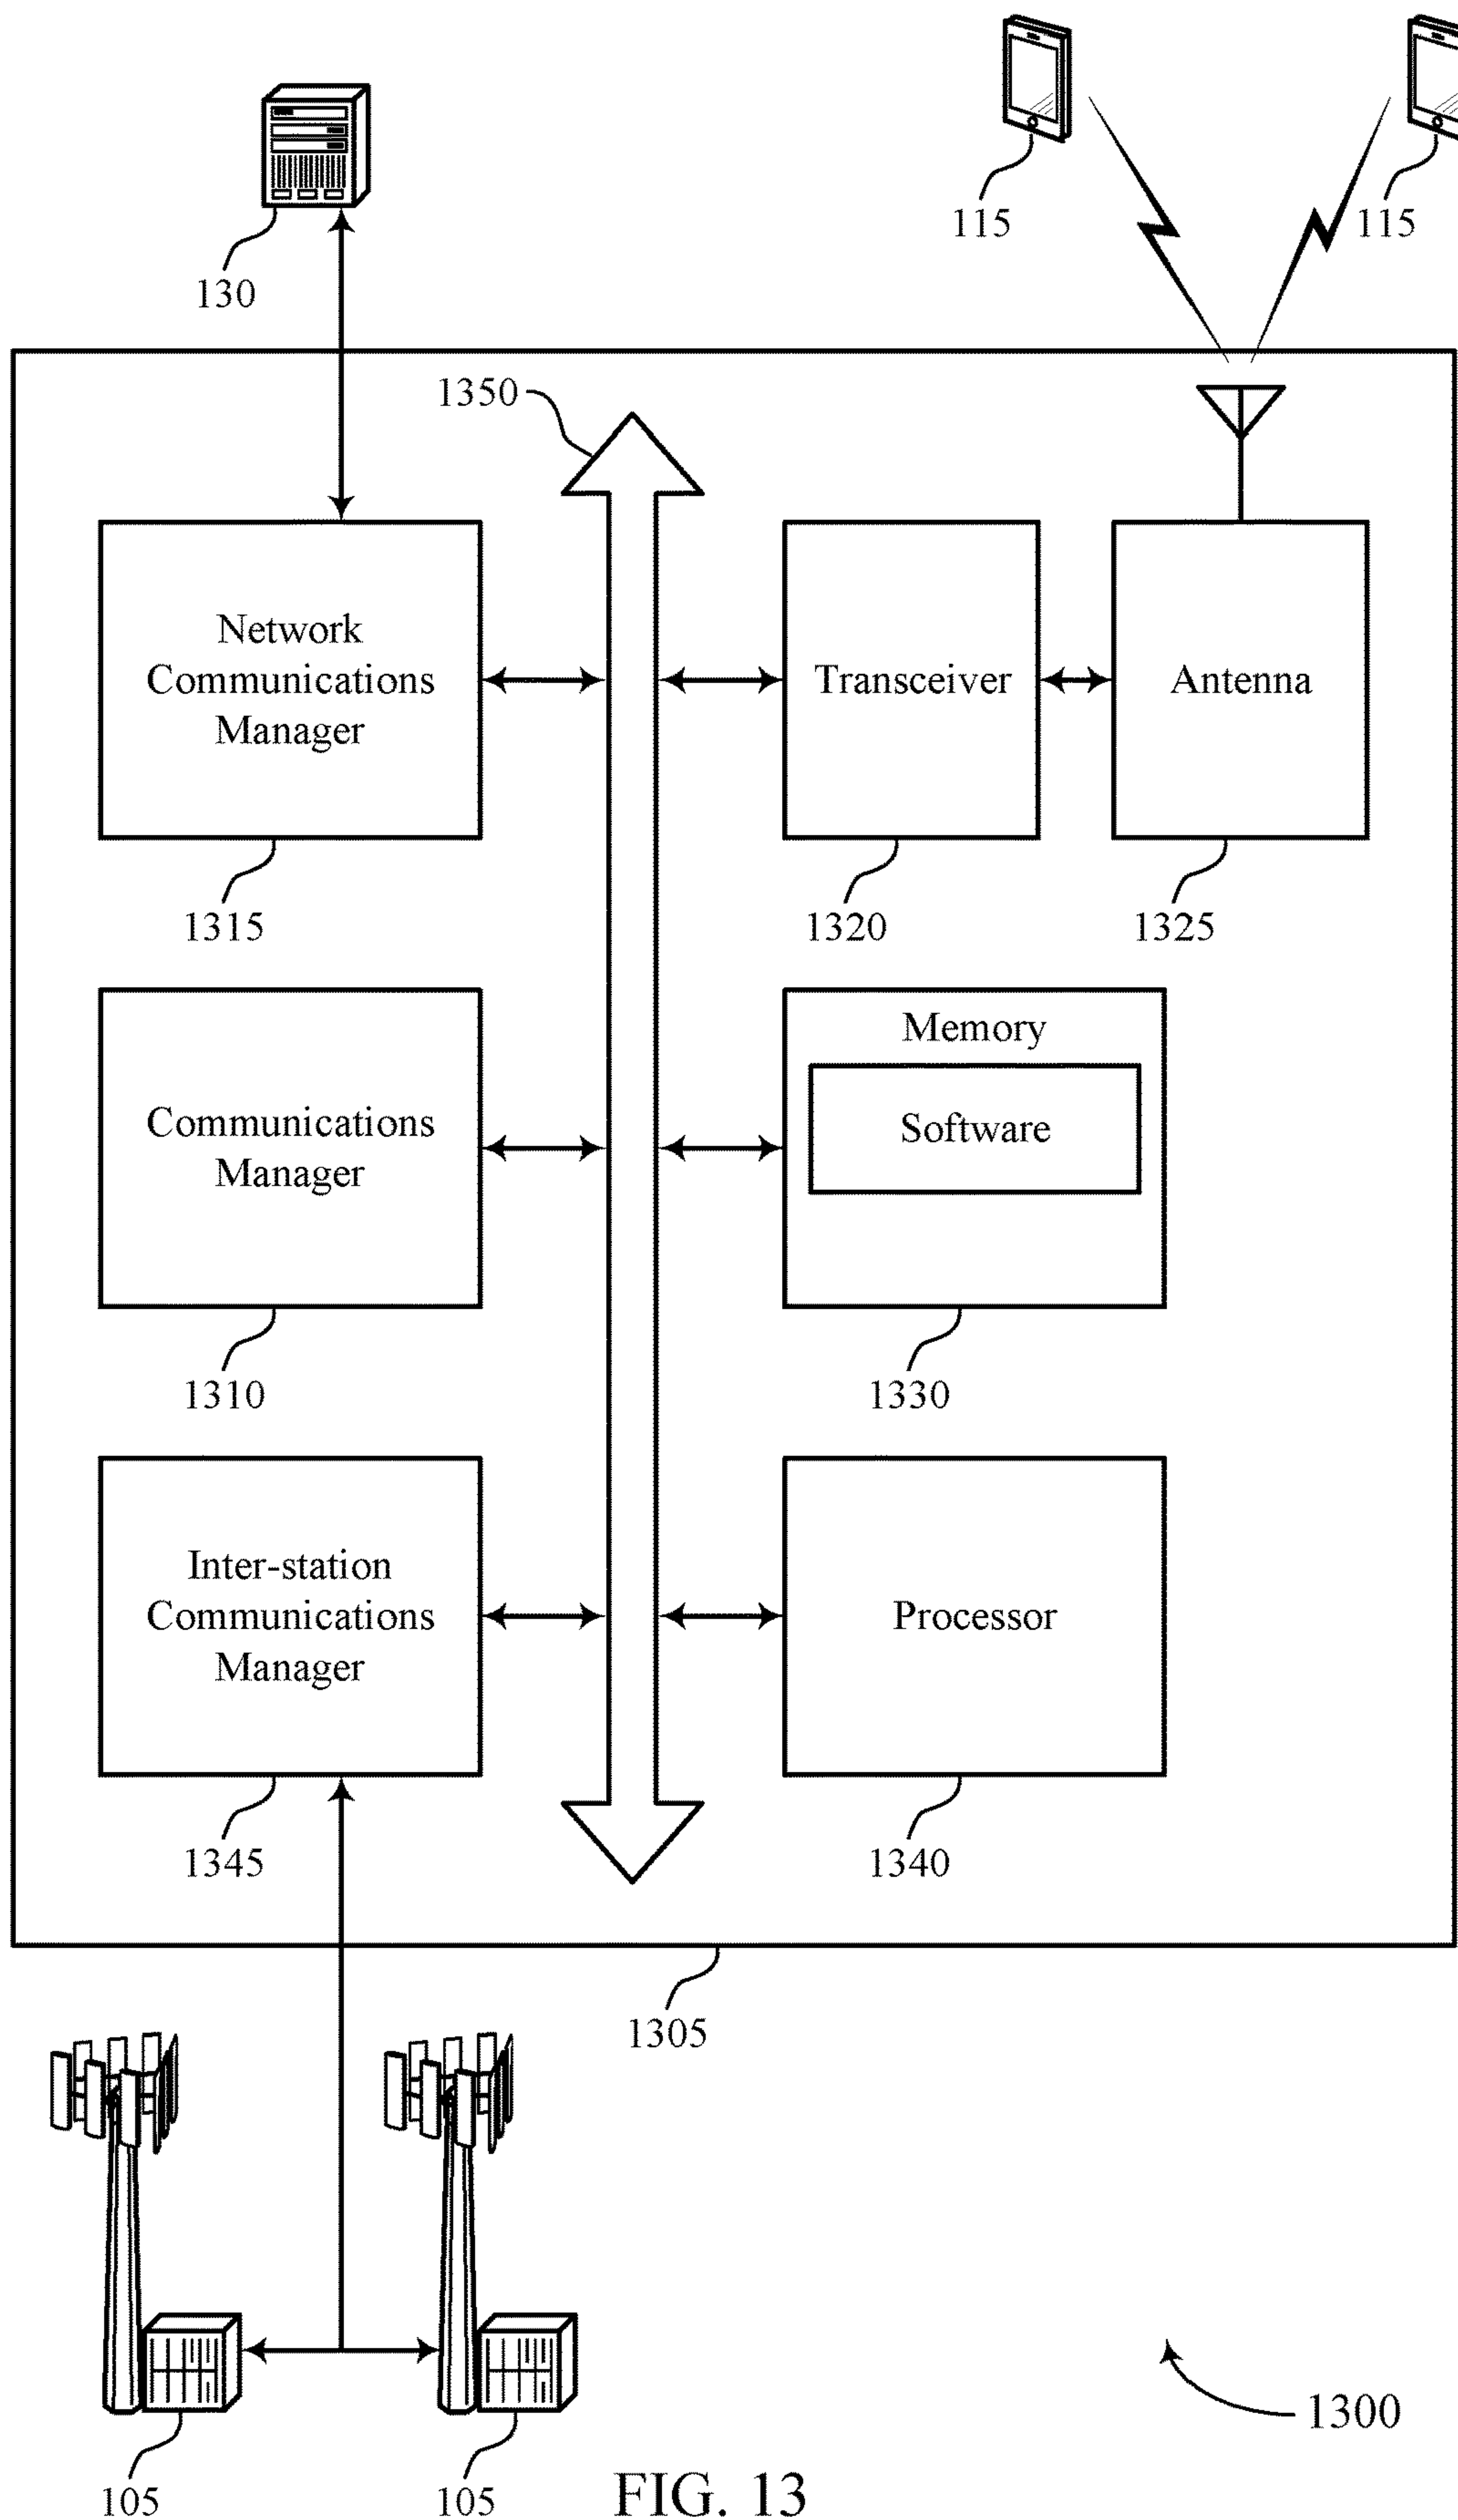 115
115
130
1350
Network
Communications
Manager
Transceiver
Antenna
1315
1320
1325
Communications
Manager
Memory
Software
1310
1330
Inter-station
Communications
Manager
Processor
1345
1340
1305
1300
105
105
FIG. 13